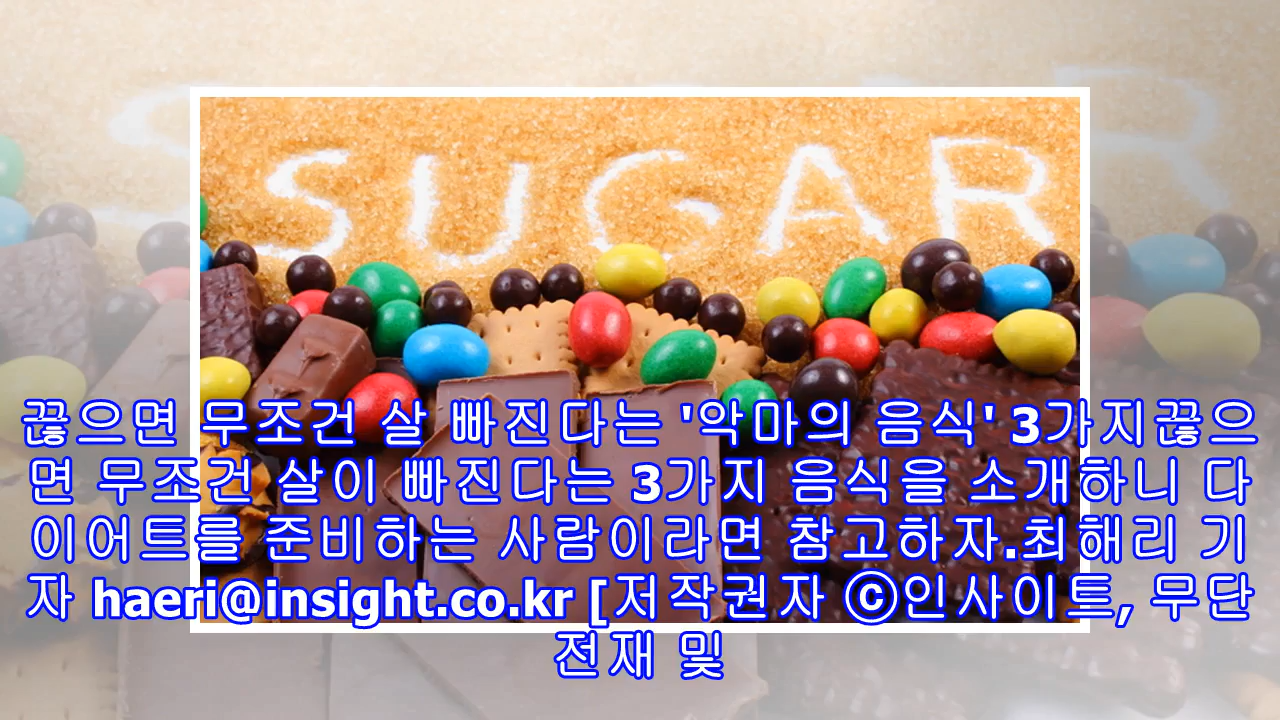 SUGAR
끊으면 무조건 살 빠진다는 '악마의 음식' 3가지끊으
면 무조건 살이 빠진다는 3가지 음식을 소개하니 다
이어트를 준비하는 사람이라면 참고하자.최해리 기
자 haeri@insight.co.kr [저작권자 ⓒ인사이트, 무단
전재 및